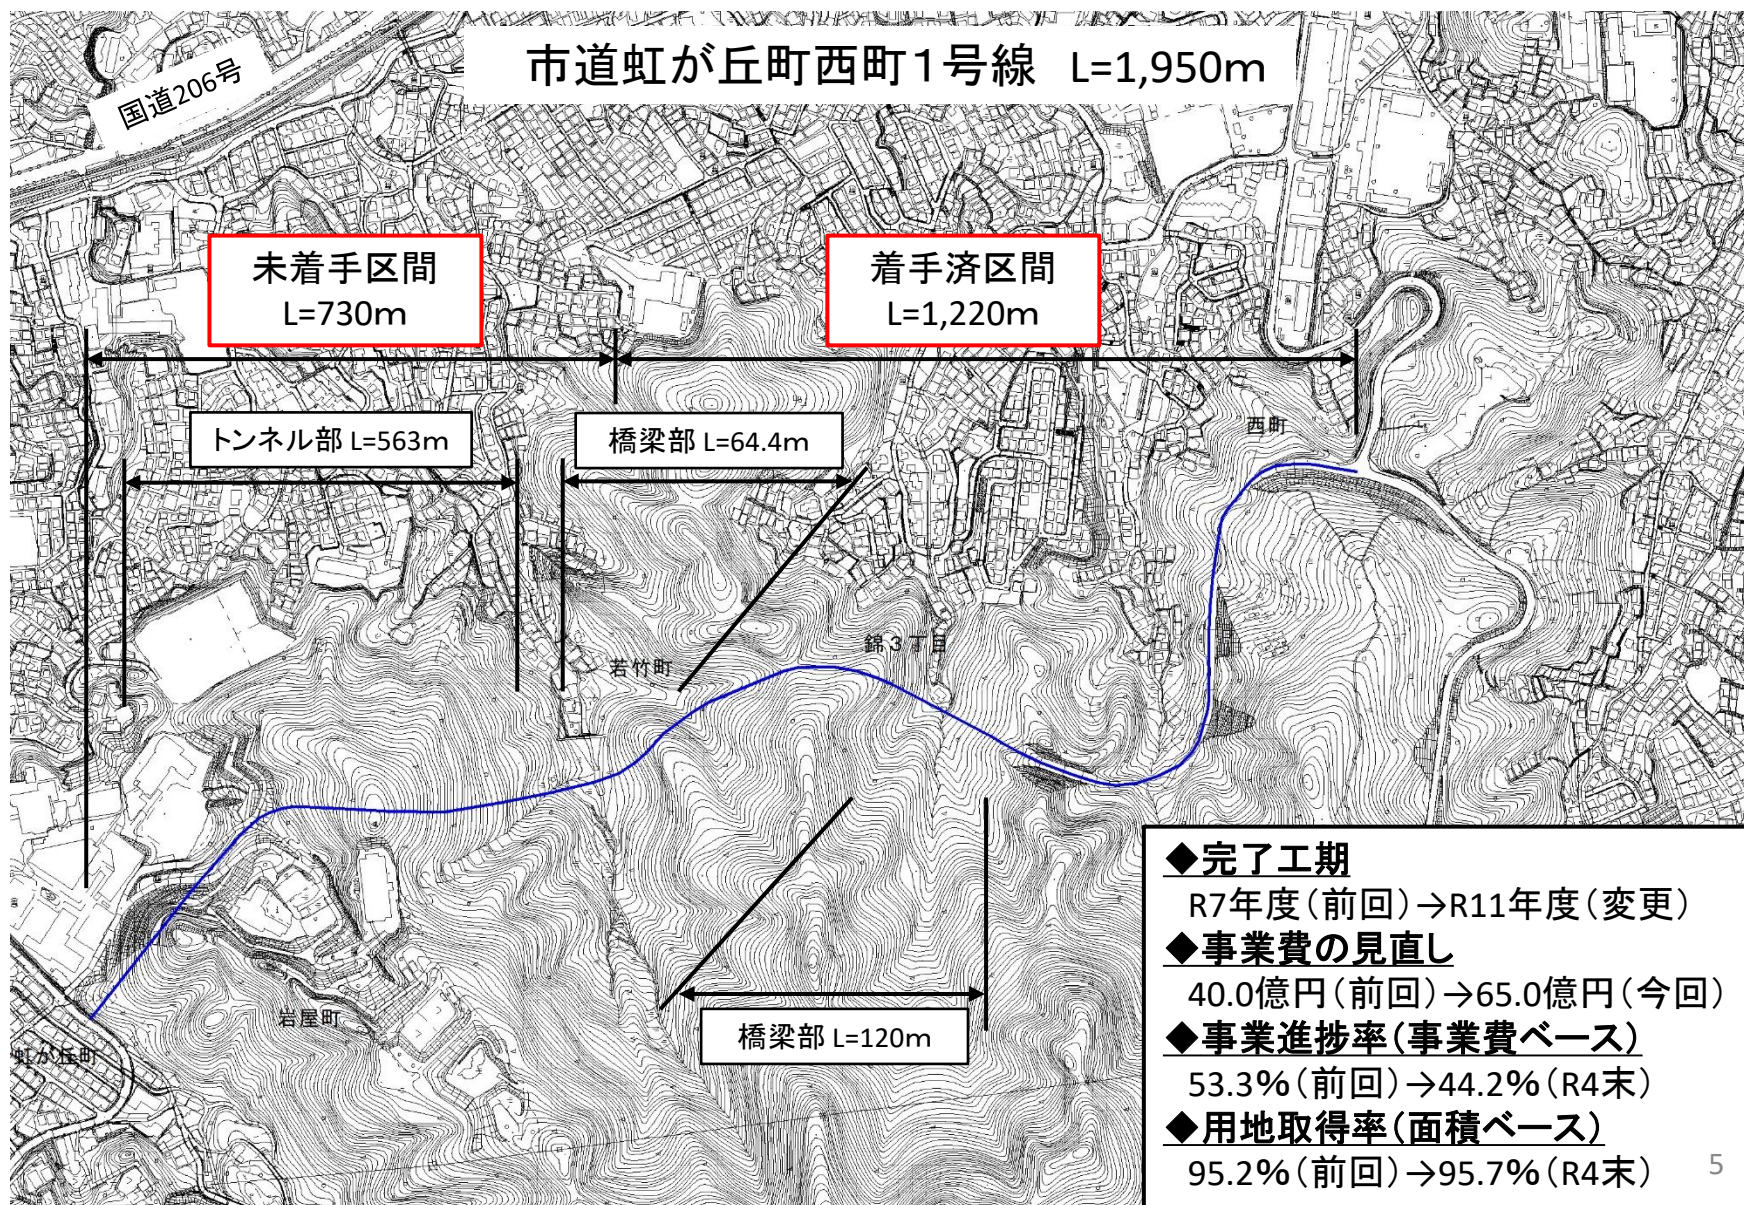 市道虹が丘町西町1号線 L=1,950m
国道206号
未着手区間
L=730m
着手済区間
L=1,220m
トンネル部 L=563m
橋梁部 L=64.4m
西町
錦3丁目
若竹町
岩屋町
虹が丘町
橋梁部 L=120m
◆完了工期
R7年度(前回)→R11年度(変更)
◆事業費の見直し
40.0億円(前回)→65.0億円(今回)
◆事業進捗率(事業費ベース)
53.3%(前回)→44.2%(R4末)
◆用地取得率(面積ベース)
95.2%(前回)→95.7%(R4末)
5